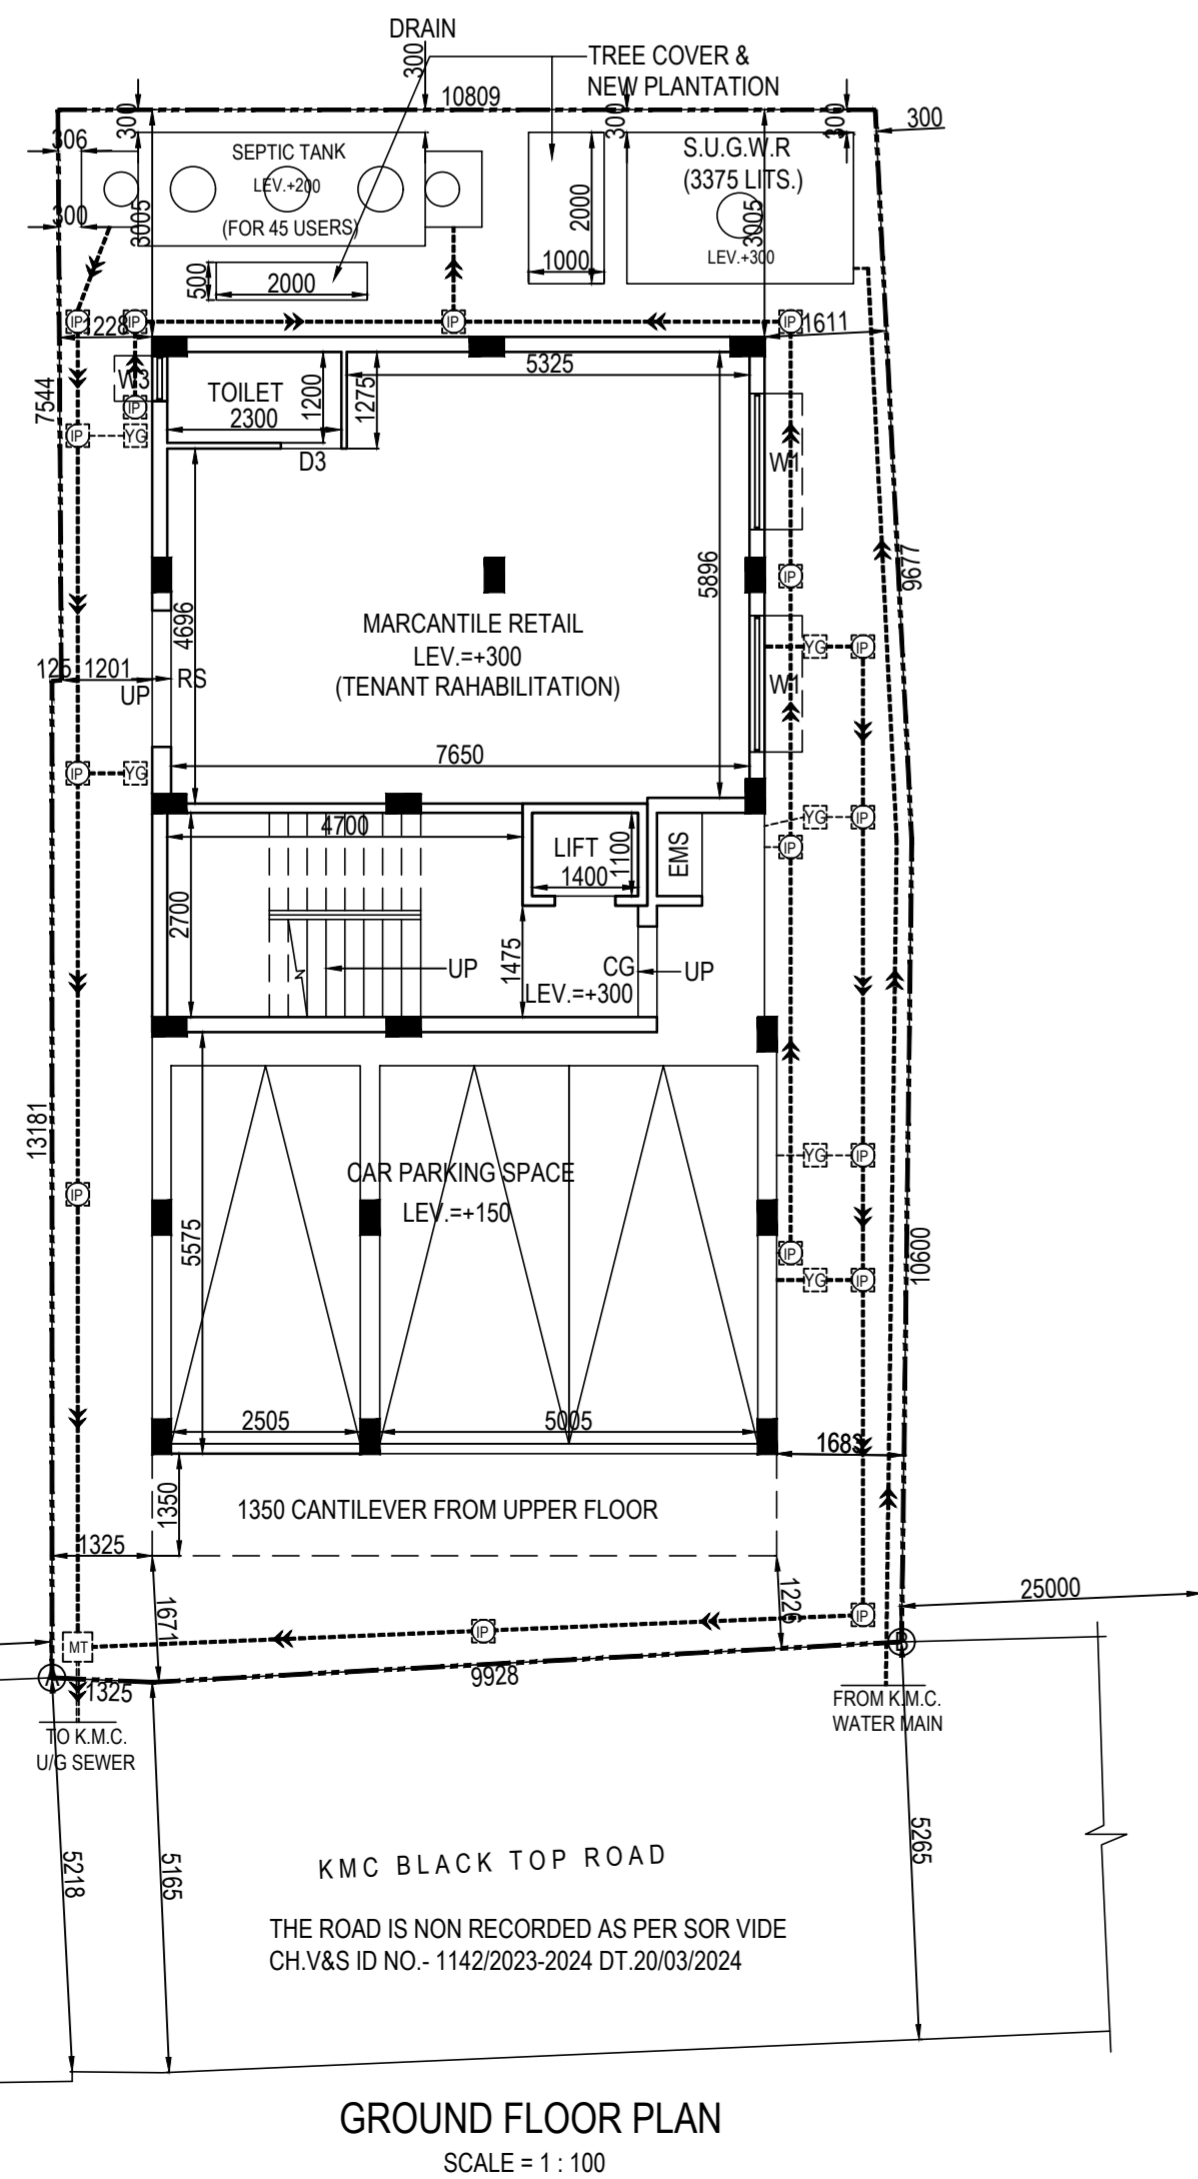 DRAIN
300
TREE COVER &
NEW PLANTATION
10809
300
300
300
300
306
SEPTIC TANK
LEV.+200
(FOR 45 USERS)
300
3005
S.U.G.W.R
(3375 LITS.)
3005
LEV.+300
2000
1000
500
2000
IP
1228
IP
IP
IP
1611
7544
W3
IP
IP
YG
TOILET
2300
1200
1275
5325
D3
W1
5896
IP
9677
4696
MARCANTILE RETAIL
LEV.=+300
(TENANT RAHABILITATION)
YG
IP
W1
125
1201
UP
RS
7650
IP
YG
4700
LIFT
1400
1100
EMS
YG
IP
IP
2700
1475
UP
CG
UP
LEV.=+300
13181
IP
CAR PARKING SPACE
LEV.=+150
5575
YG
IP
IP
YG
IP
10600
2505
5005
1683
1350
1350 CANTILEVER FROM UPPER FLOOR
1325
1671
1229
25000
MT
IP
IP
A
B
1325
9928
TO K.M.C.
U/G SEWER
FROM K.M.C.
WATER MAIN
5218
5165
5265
KMC BLACK TOP ROAD
THE ROAD IS NON RECORDED AS PER SOR VIDE
CH.V&S ID NO.- 1142/2023-2024 DT.20/03/2024
GROUND FLOOR PLAN
SCALE = 1 : 100